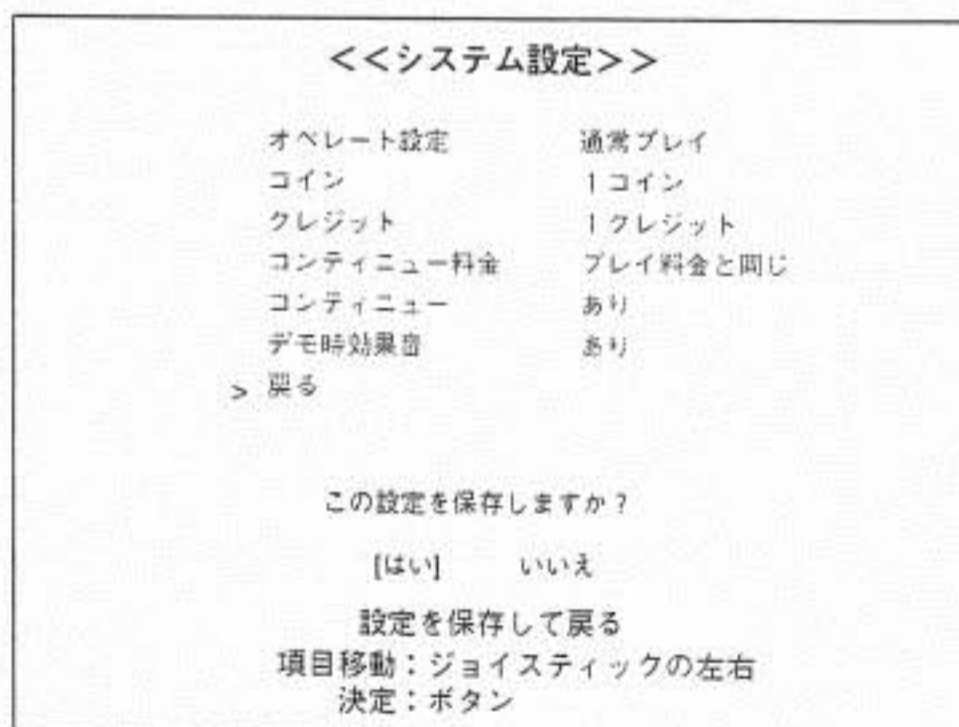 <<システム設定>>
オペレート設定 通常プレイ
コイン 1コイン
クレジット 1クレジット
コンティニュー料金 プレイ料金と同じ
コンティニュー あり
デモ時効果音 あり
>戻る
この設定を保存しますか?
[はい] いいえ
設定を保存して戻る
項目移動:ジョイスティックの左右
決定:ボタン